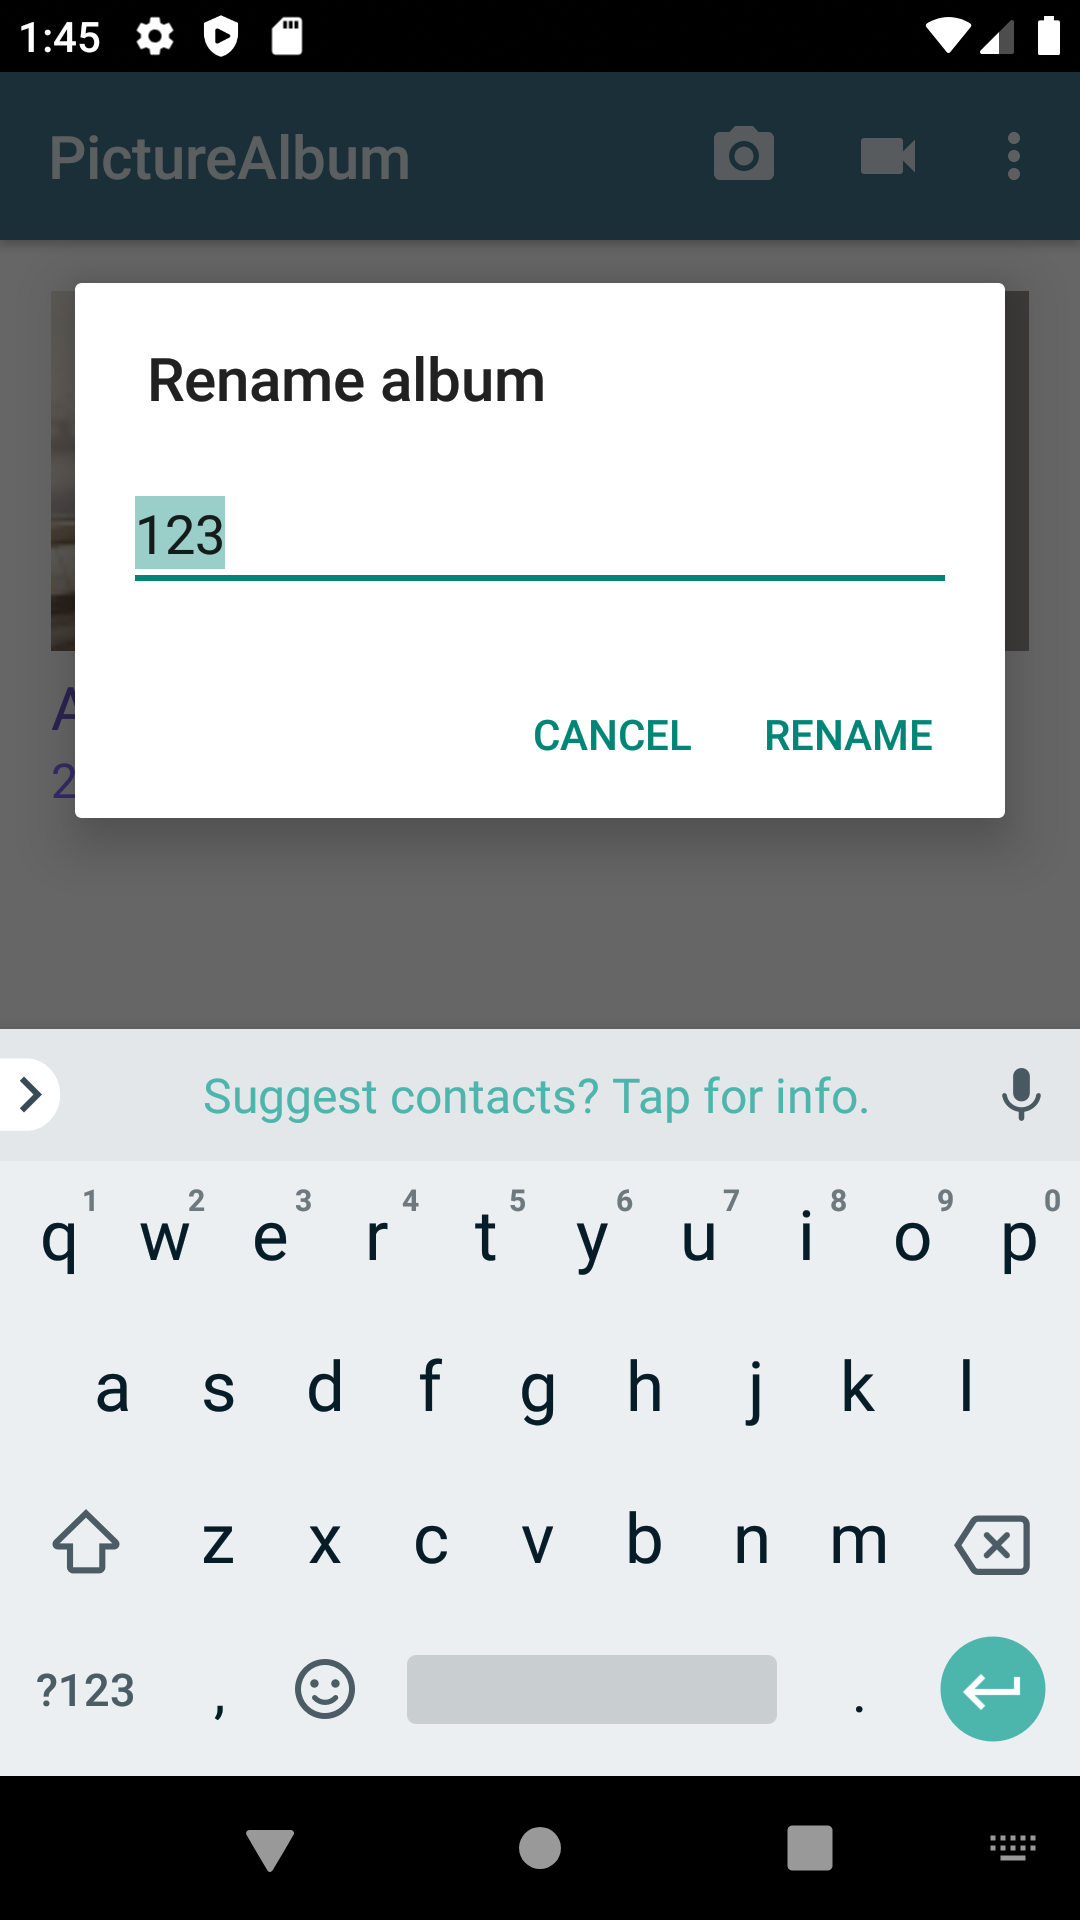 1:45
PictureAlbum
Rename album
123
CANCEL RENAME
A
2
Suggest contacts? Tap for info.
1 2 3 4 5 6 7 8 9 0
q w e r t y u i o p
a s d f g h j k l
z x c v b n m
?123 , .